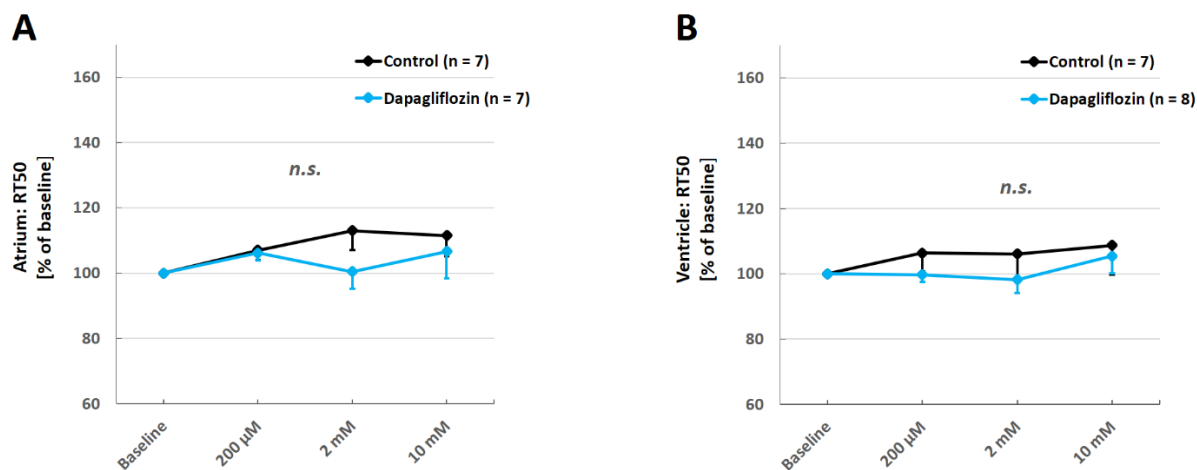 A
Control (n = 7)
Dapagliflozin (n = 7)
n.s.
Atrium: RT50
[% of baseline]
160
140
120
100
80
60
Baseline
200 µM
2 mM
10 mM
B
Control (n = 7)
Dapagliflozin (n = 8)
n.s.
Ventricle: RT50
[% of baseline]
160
140
120
100
80
60
Baseline
200 µM
2 mM
10 mM